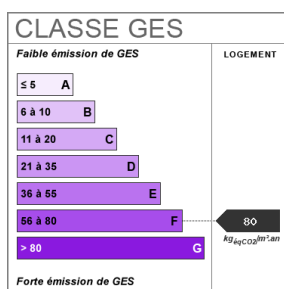 CLASSE GES
Faible émission de GES
LOGEMENT
≤ 5 A
6 à 10 B
11 à 20 C
21 à 35 D
36 à 55 E
56 à 80 F
80
kgéqCO2/m².an
> 80 G
Forte émission de GES